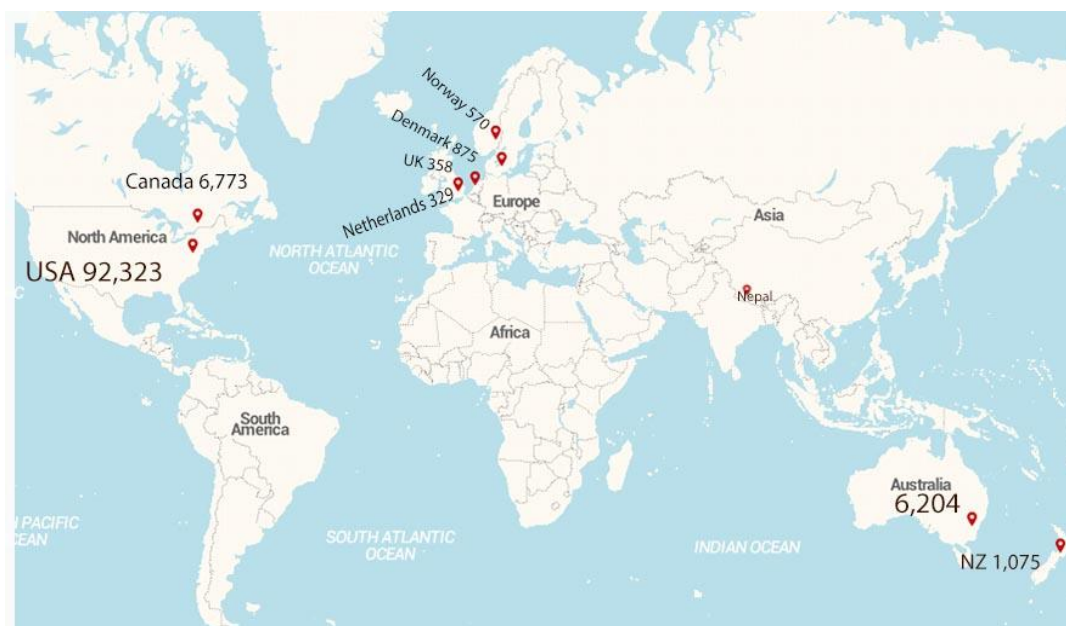 Norway 570
Denmark 875
UK 358
Netherlands 329
Canada 6,773
North America
USA 92,323
NORTH ATLANTIC
OCEAN
Europe
Asia
Nepal
Africa
South
America
Australia
6,204
NZ 1,075
PACIFIC
SOUTH ATLANTIC
OCEAN
INDIAN OCEAN